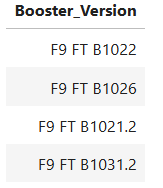 Booster_Version
F9 FT B1022
F9 FT B1026
F9 FT B1021.2
F9 FT B1031.2